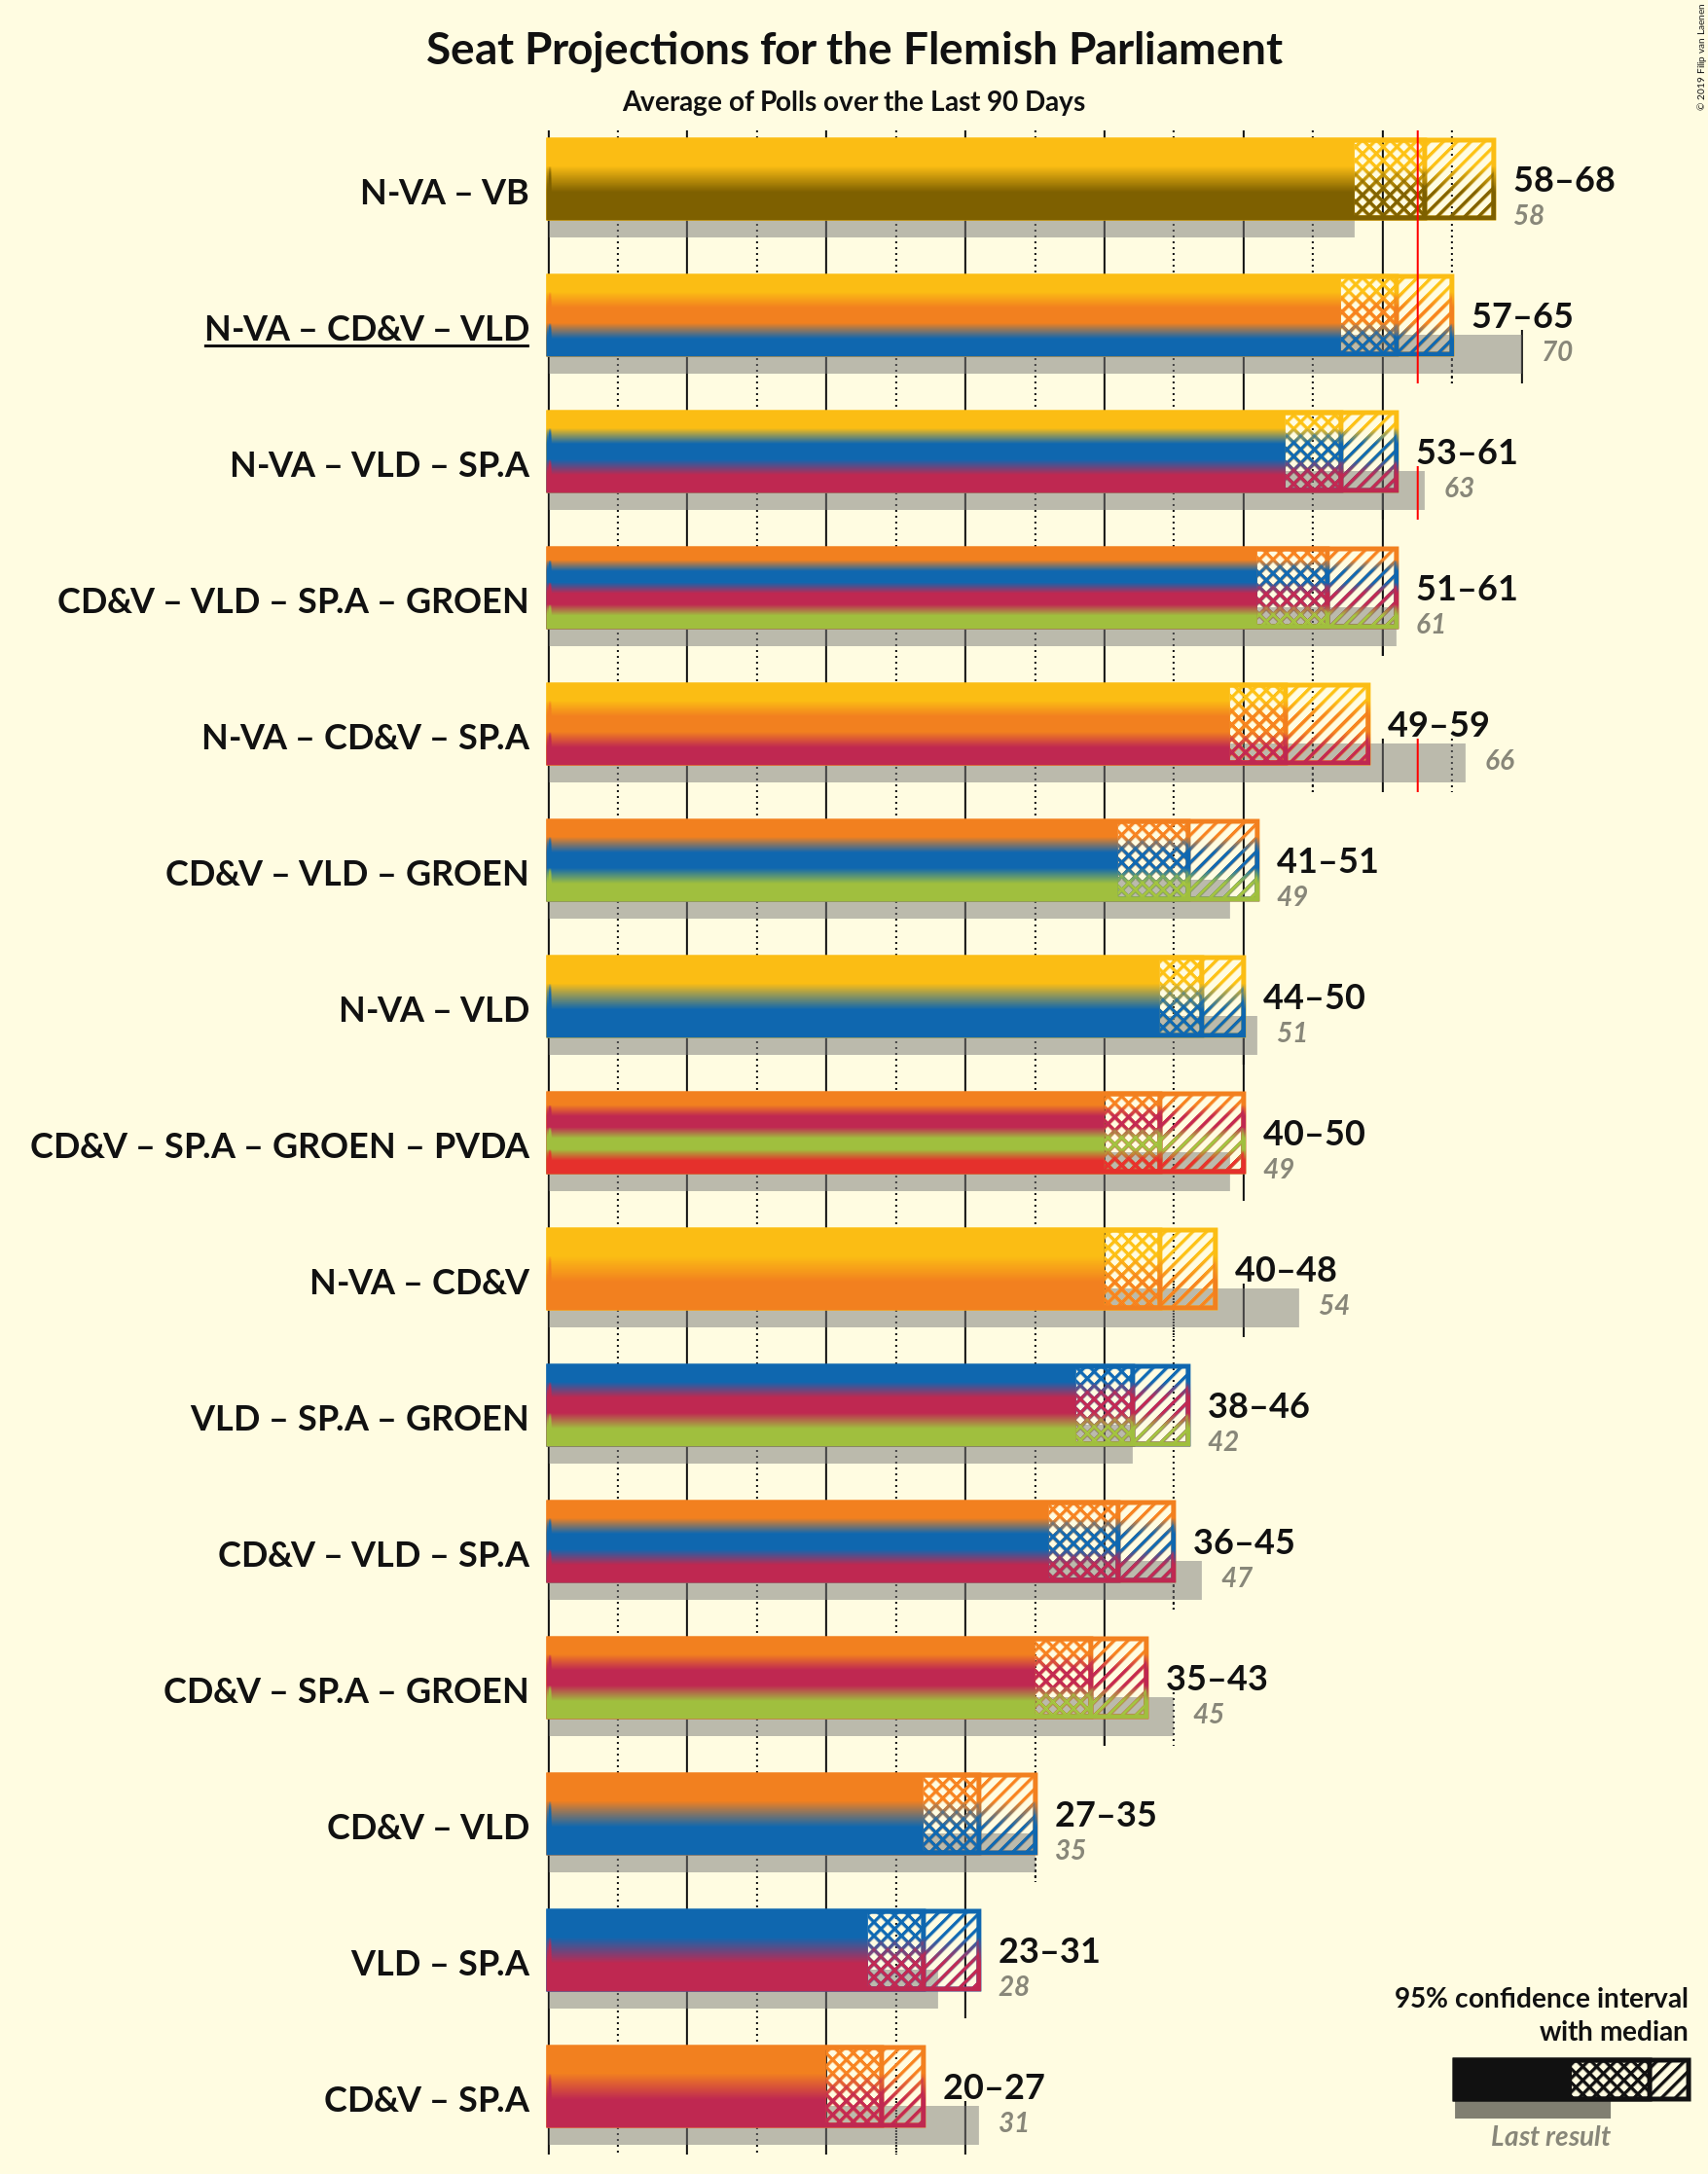 Seat Projections for the Flemish Parliament
Average of Polls over the Last 90 Days
© 2019 Filip van Laenen
N-VA – VB
58–68
58
N-VA – CD&V – VLD
57–65
70
N-VA – VLD – SP.A
53–61
63
CD&V – VLD – SP.A – GROEN
51–61
61
N-VA – CD&V – SP.A
49–59
66
CD&V – VLD – GROEN
41–51
49
N-VA – VLD
44–50
51
CD&V – SP.A – GROEN – PVDA
40–50
49
N-VA – CD&V
40–48
54
VLD – SP.A – GROEN
38–46
42
CD&V – VLD – SP.A
36–45
47
CD&V – SP.A – GROEN
35–43
45
CD&V – VLD
27–35
35
VLD – SP.A
23–31
28
CD&V – SP.A
20–27
31
95% confidence interval
with median
Last result